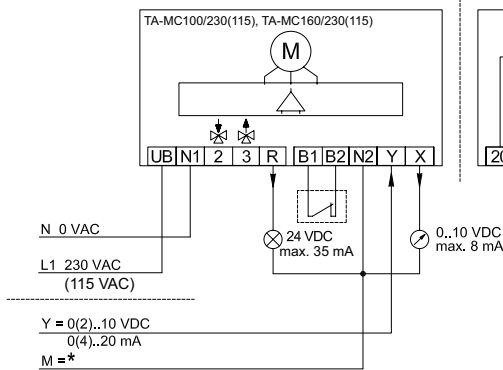 TA-MC100/230(115), TA-MC160/230(115)
M
UB N1 2 3 R B1 B2 N2 Y X
20
N 0 VAC
24 VDC
max. 35 mA
0..10 VDC
max. 8 mA
L1 230 VAC
(115 VAC)
Y = 0(2)..10 VDC
0(4)..20 mA
M = *